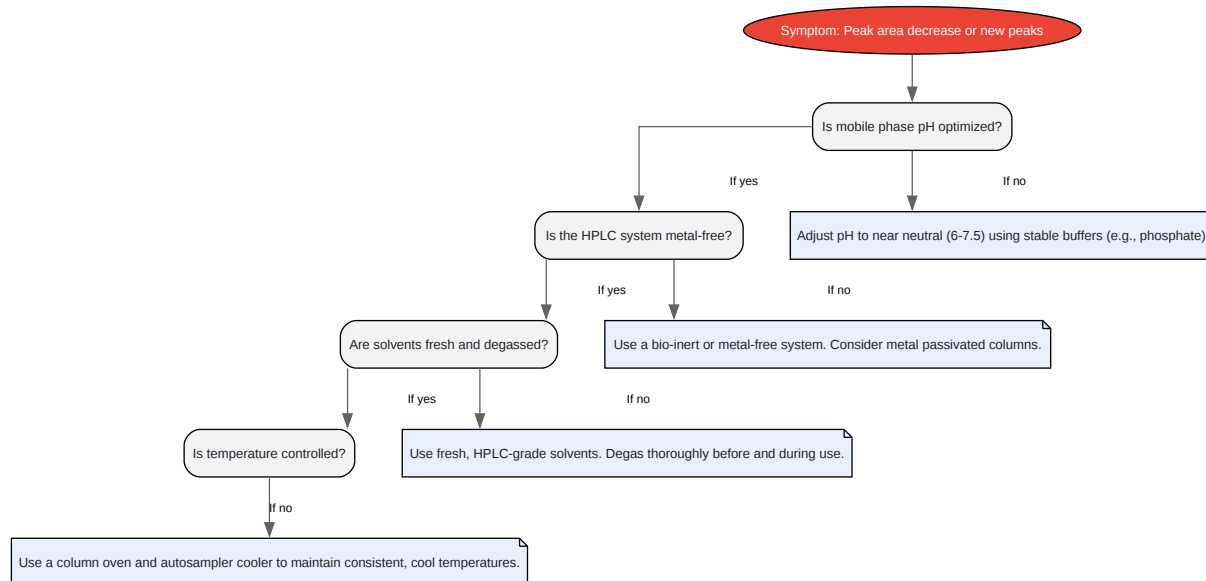 Symptom: Peak area decrease or new peaks
Is mobile phase pH optimized?
If yes
If no
Is the HPLC system metal-free?
Adjust pH to near neutral (6-7.5) using stable buffers (e.g., phosphate)
If yes
If no
Are solvents fresh and degassed?
Use a bio-inert or metal-free system. Consider metal passivated columns.
If yes
If no
Is temperature controlled?
Use fresh, HPLC-grade solvents. Degas thoroughly before and during use.
If no
Use a column oven and autosampler cooler to maintain consistent, cool temperatures.